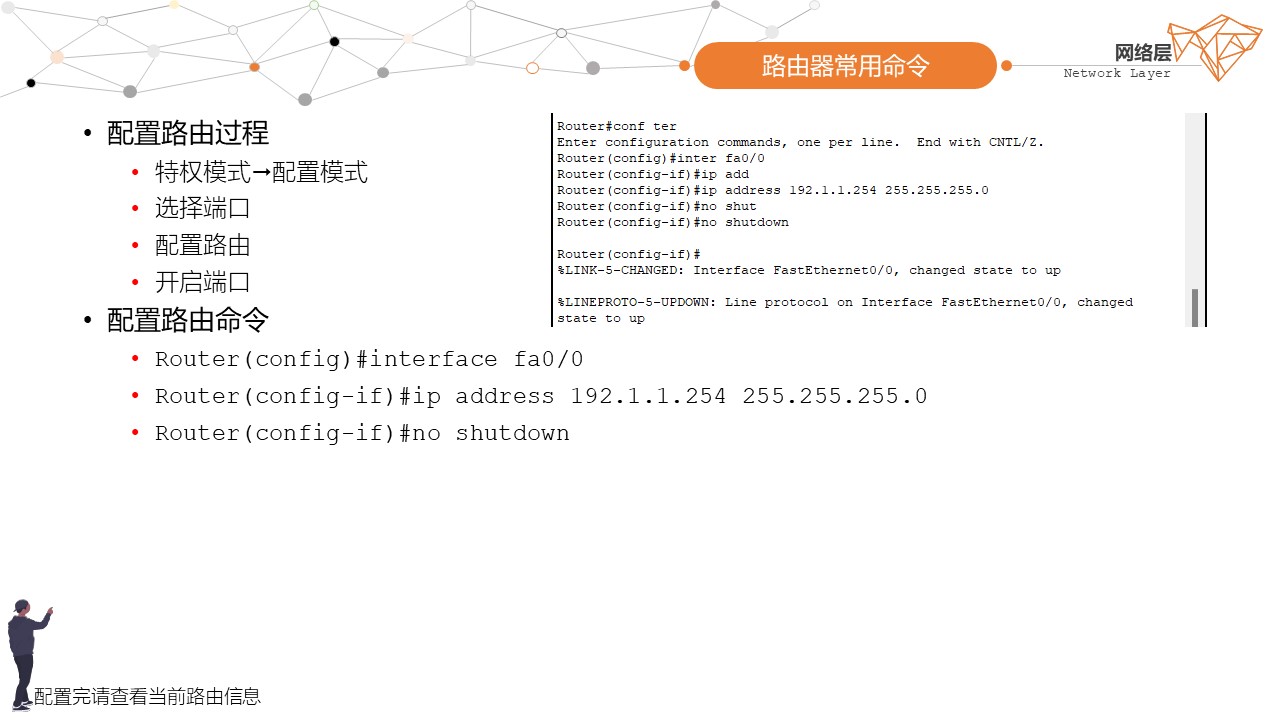 路由器常用命令
网络层
Network Layer
• 配置路由过程
• 特权模式→配置模式
• 选择端口
• 配置路由
• 开启端口
• 配置路由命令
• Router(config)#interface fa0/0
• Router(config-if)#ip address 192.1.1.254 255.255.255.0
• Router(config-if)#no shutdown
Router#conf ter
Enter configuration commands, one per line.  End with CNTL/Z.
Router(config)#inter fa0/0
Router(config-if)#ip add
Router(config-if)#ip address 192.1.1.254 255.255.255.0
Router(config-if)#no shut
Router(config-if)#no shutdown
Router(config-if)#
%LINK-5-CHANGED: Interface FastEthernet0/0, changed state to up
%LINEPROTO-5-UPDOWN: Line protocol on Interface FastEthernet0/0, changed
state to up
配置完请查看当前路由信息